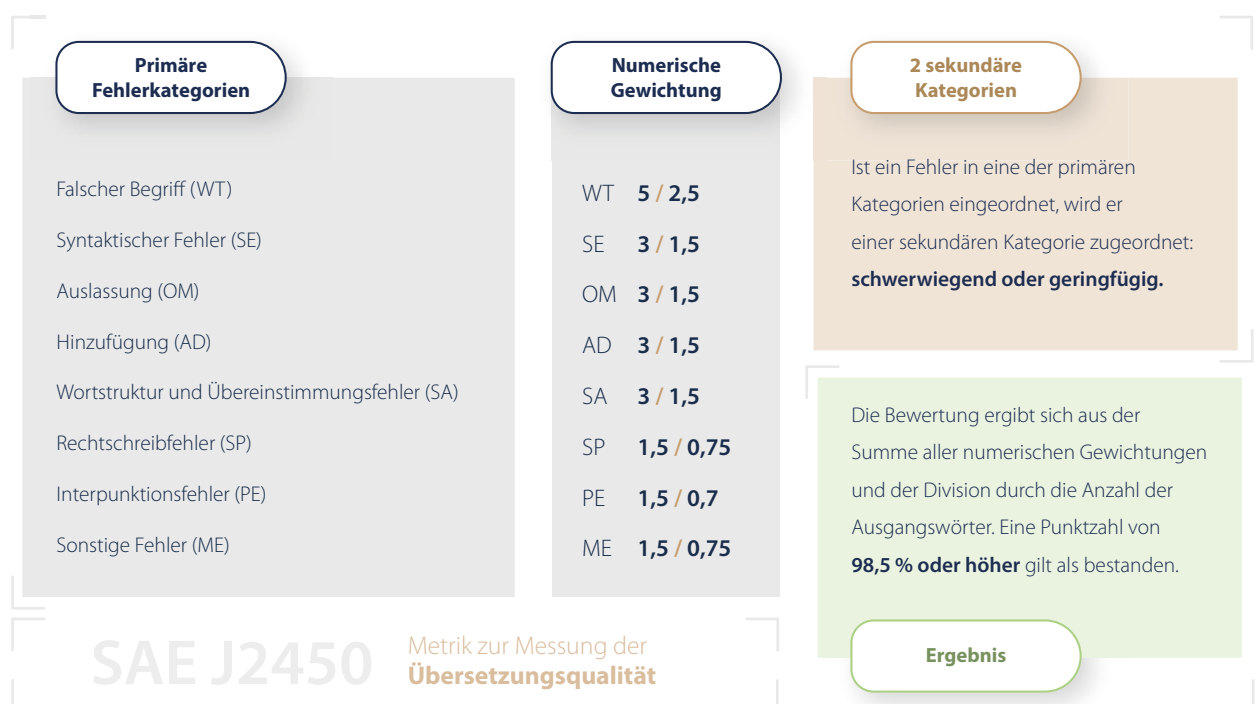 Primäre
Fehlerkategorien
Falscher Begriff (WT)
Syntaktischer Fehler (SE)
Auslassung (OM)
Hinzufügung (AD)
Wortstruktur und Übereinstimmungsfehler (SA)
Rechtschreibfehler (SP)
Interpunktionsfehler (PE)
Sonstige Fehler (ME)
Numerische
Gewichtung
WT 5 / 2,5
SE 3 / 1,5
OM 3 / 1,5
AD 3 / 1,5
SA 3 / 1,5
SP 1,5 / 0,75
PE 1,5 / 0,7
ME 1,5 / 0,75
2 sekundäre
Kategorien
Ist ein Fehler in eine der primären
Kategorien eingeordnet, wird er
einer sekundären Kategorie zugeordnet:
schwerwiegend oder geringfügig.
Die Bewertung ergibt sich aus der
Summe aller numerischen Gewichtungen
und der Division durch die Anzahl der
Ausgangswörter. Eine Punktzahl von
98,5 % oder höher gilt als bestanden.
Ergebnis
SAE J2450
Metrik zur Messung der
Übersetzungsqualität